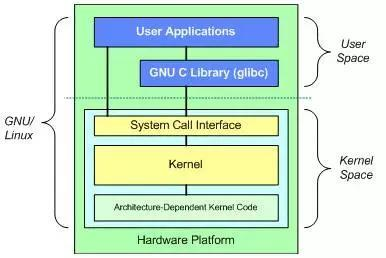 User Applications
GNU C Library (glibc)
User
Space
GNU/
Linux
System Call Interface
Kernel
Architecture-Dependent Kernel Code
Kernel
Space
Hardware Platform